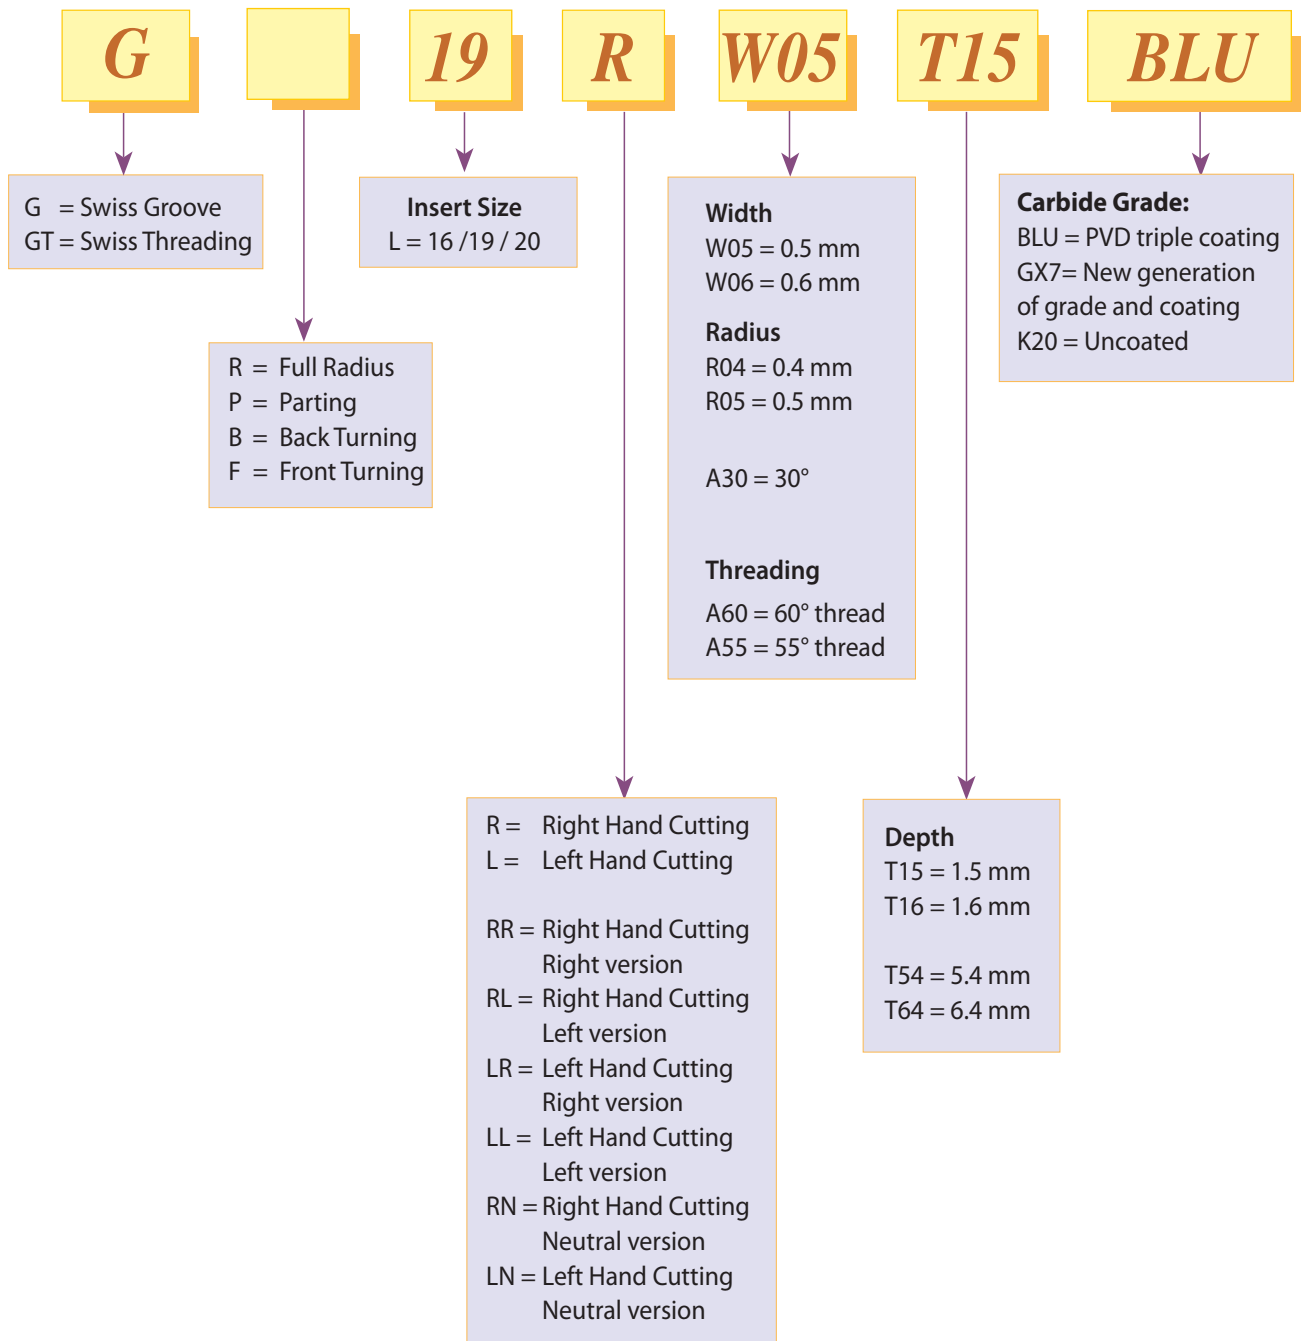 G 19 R W05 T15 BLU
G = Swiss Groove
GT = Swiss Threading
R = Full Radius
P = Parting
B = Back Turning
F = Front Turning
Insert Size
L = 16 /19 / 20
R = Right Hand Cutting
L = Left Hand Cutting
RR = Right Hand Cutting
Right version
RL = Right Hand Cutting
Left version
LR = Left Hand Cutting
Right version
LL = Left Hand Cutting
Left version
RN = Right Hand Cutting
Neutral version
LN = Left Hand Cutting
Neutral version
Width
W05 = 0.5 mm
W06 = 0.6 mm
Radius
R04 = 0.4 mm
R05 = 0.5 mm
A30 = 30°
Threading
A60 = 60° thread
A55 = 55° thread
Depth
T15 = 1.5 mm
T16 = 1.6 mm
T54 = 5.4 mm
T64 = 6.4 mm
Carbide Grade:
BLU = PVD triple coating
GX7= New generation
of grade and coating
K20 = Uncoated